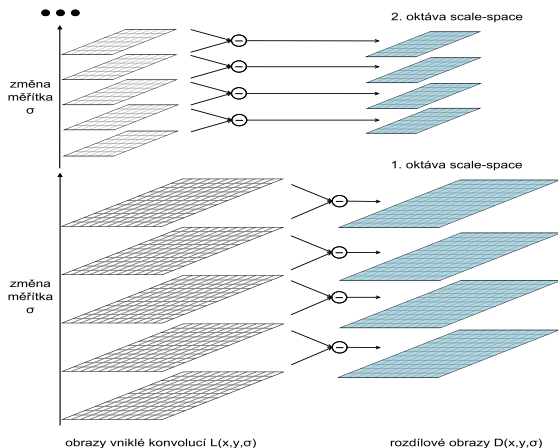 2. oktáva scale-space
změna
měřítka
σ
1. oktáva scale-space
změna
měřítka
σ
obrazy vniklé konvolucí L(x,y,σ)
rozdílové obrazy D(x,y,σ)